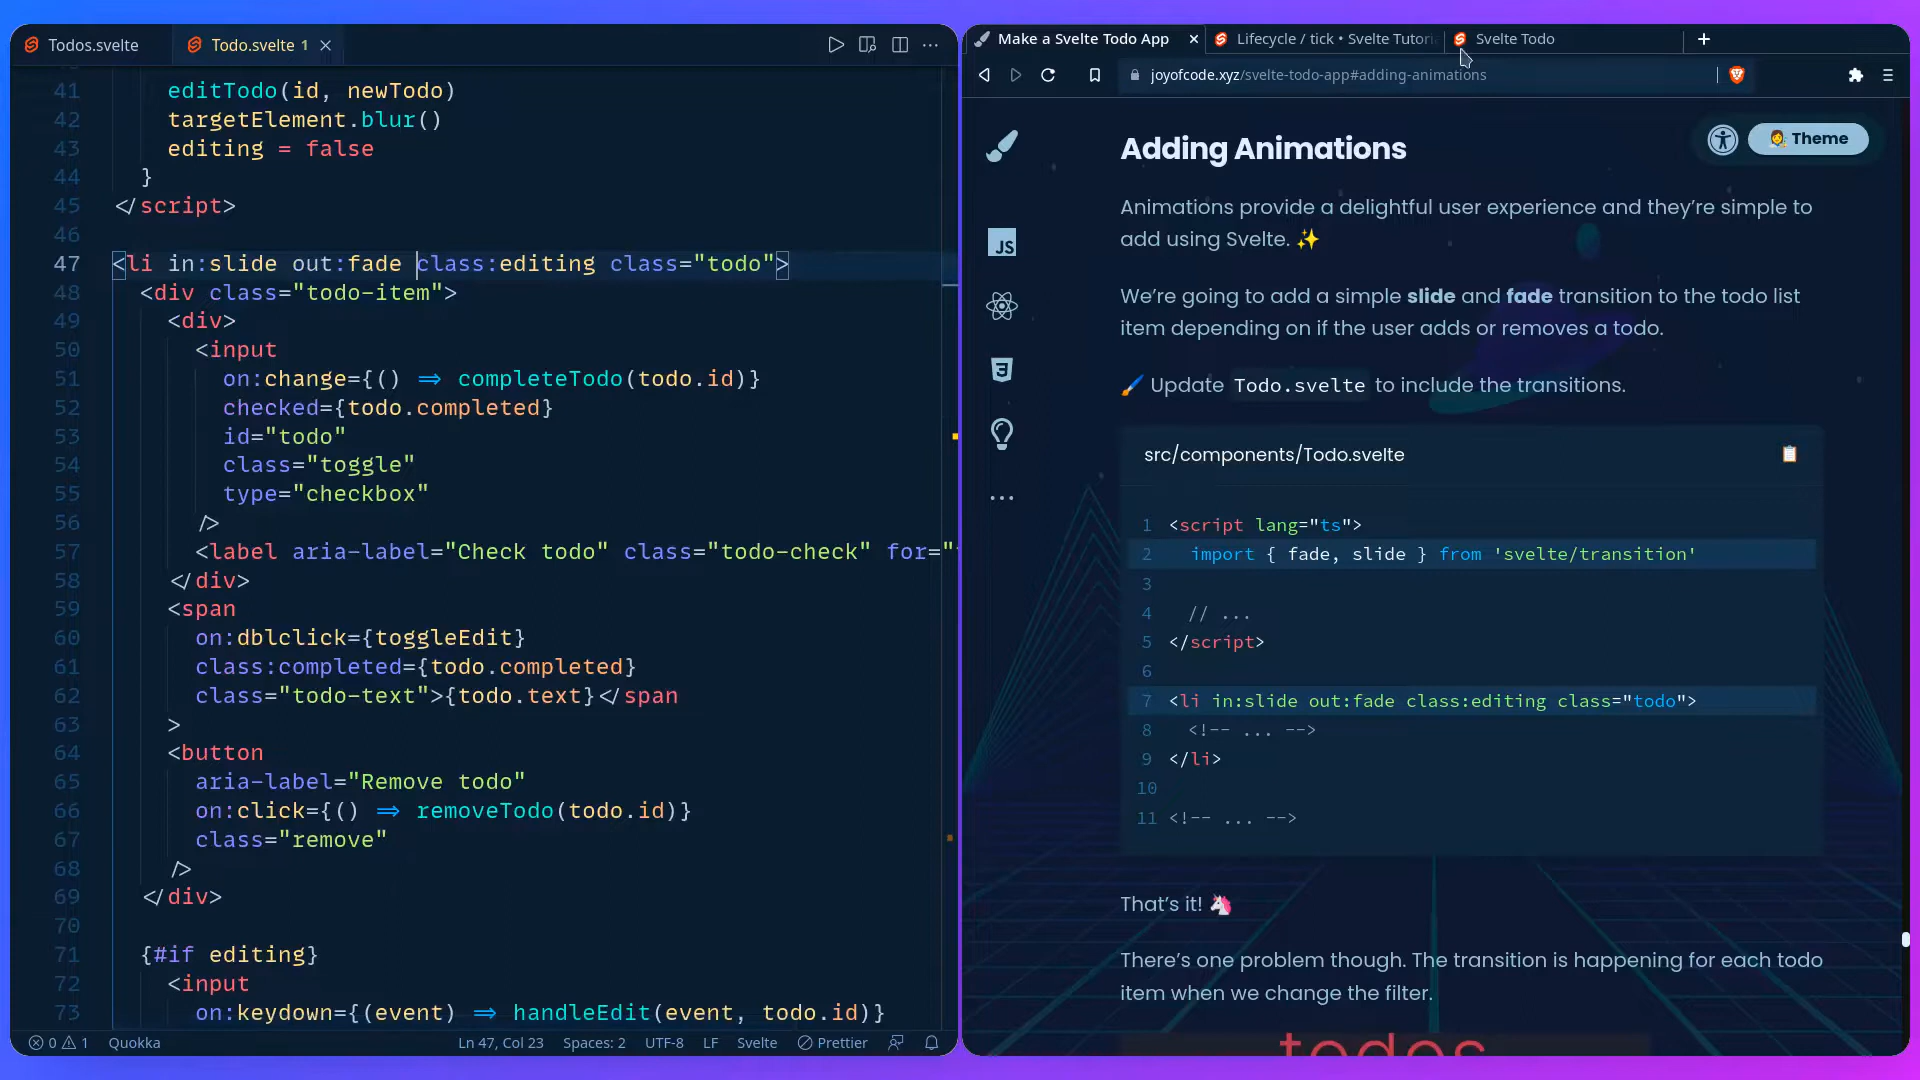 Todos.svelte
Todo.svelte 1
41 editTodo(id, newTodo)
42 targetElement.blur()
43 editing = false
44 }
45 </script>
46
47 <li in:slide out:fade class:editing class="todo">
48 <div class="todo-item">
49 <div>
50 <input
51 on:change={() => completeTodo(todo.id)}
52 checked={todo.completed}
53 id="todo"
54 class="toggle"
55 type="checkbox"
56 />
57 <label aria-label="Check todo" class="todo-check" for="
58 </div>
59 <span
60 on:dblclick={toggleEdit}
61 class:completed={todo.completed}
62 class="todo-text">{todo.text}</span
63 >
64 <button
65 aria-label="Remove todo"
66 on:click={() => removeTodo(todo.id)}
67 class="remove"
68 />
69 </div>
70
71 {#if editing}
72 <input
73 on:keydown={(event) => handleEdit(event, todo.id)}
0 1 Quokka Ln 47, Col 23 Spaces: 2 UTF-8 LF Svelte Prettier
Make a Svelte Todo App
Lifecycle / tick • Svelte Tutori
Svelte Todo
joyofcode.xyz/svelte-todo-app#adding-animations
JS
3
Theme
Adding Animations
Animations provide a delightful user experience and they're simple to
add using Svelte. ✨
We're going to add a simple slide and fade transition to the todo list
item depending on if the user adds or removes a todo.
🖌️ Update Todo.svelte to include the transitions.
src/components/Todo.svelte
1 <script lang="ts">
2 import { fade, slide } from 'svelte/transition'
3
4 // ...
5 </script>
6
7 <li in:slide out:fade class:editing class="todo">
8 <!-- ... -->
9 </li>
10
11 <!-- ... -->
That's it! 🦄
There's one problem though. The transition is happening for each todo
item when we change the filter.
todos